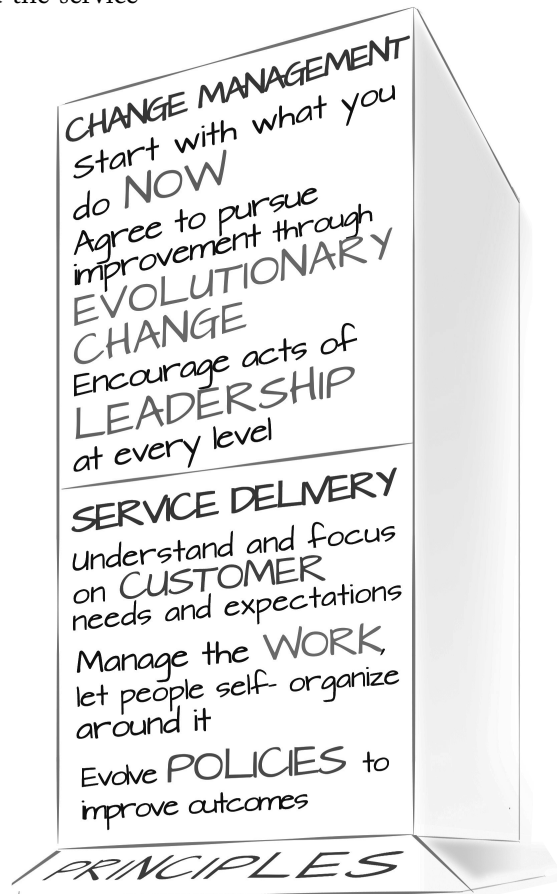 the service
CHANGE MANAGEMENT
Start with what you
do NOW
Agree to pursue
improvement through
EVOLUTIONARY
CHANGE
Encourage acts of
LEADERSHIP
at every level
SERVICE DELIVERY
Understand and focus
on CUSTOMER
needs and expectations
Manage the WORK,
let people self- organize
around it
Evolve POLICIES to
improve outcomes
PRINCIPLES